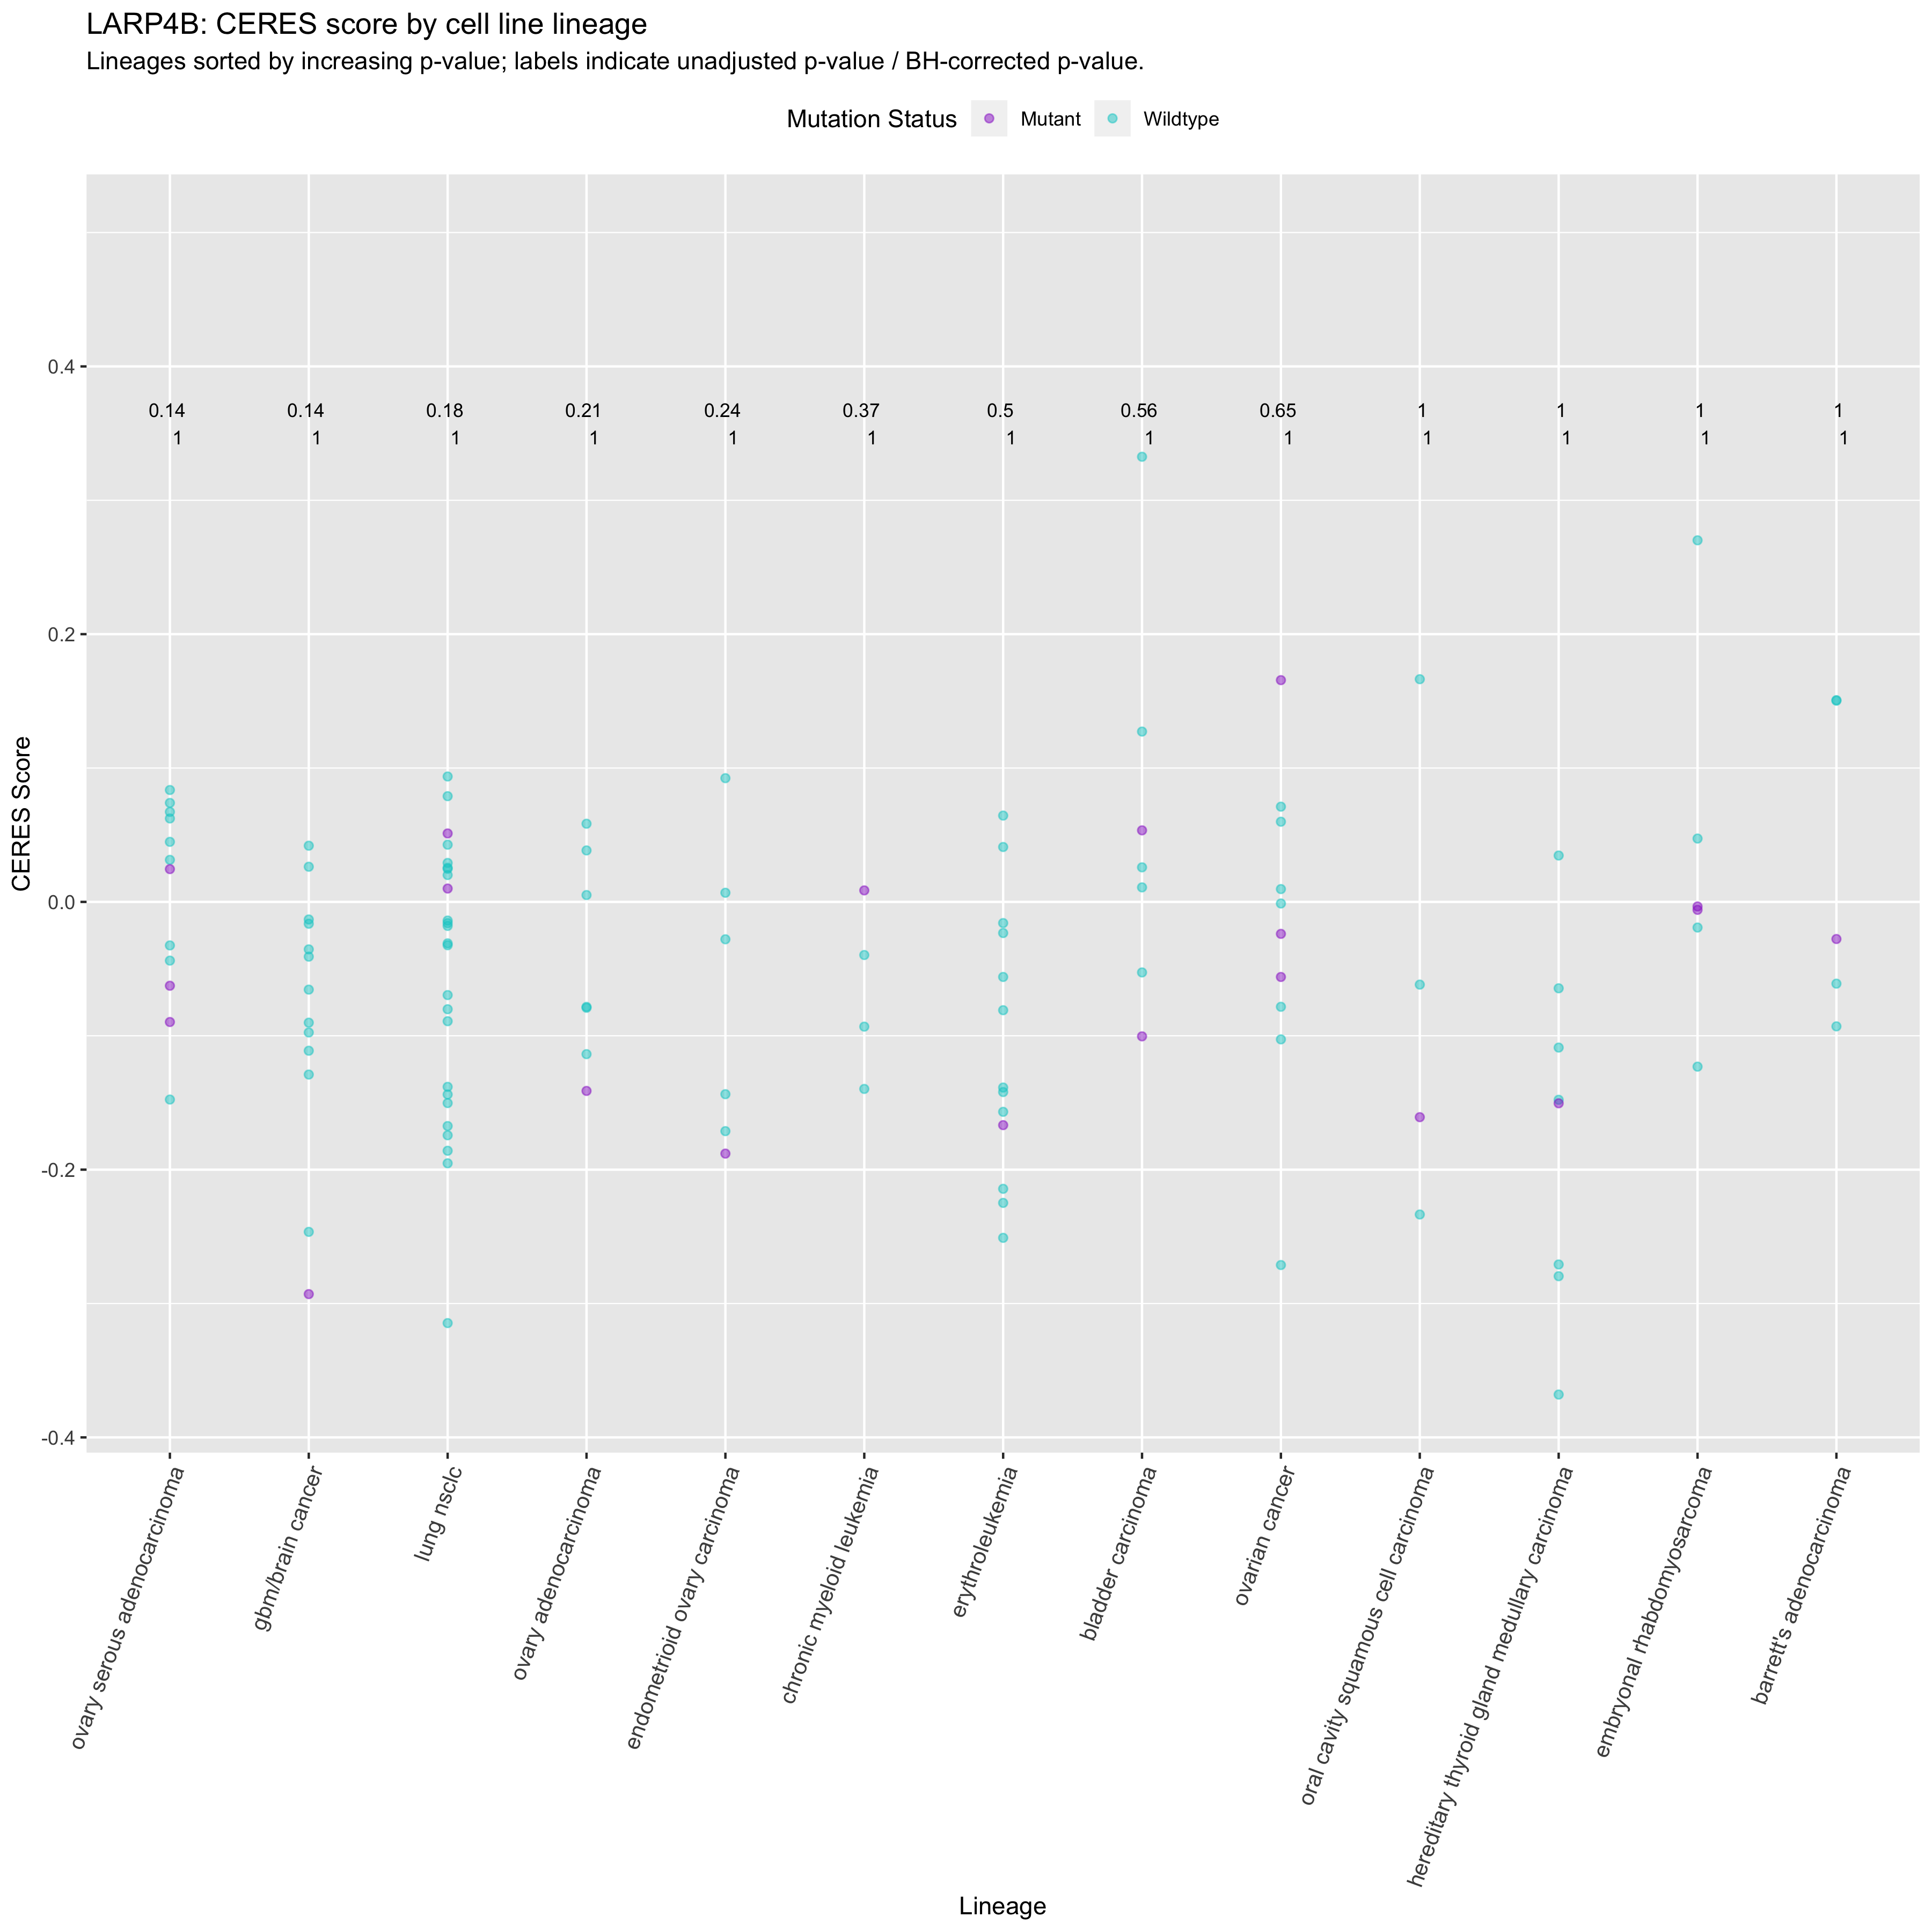 LARP4B: CERES score by cell line lineage
Lineages sorted by increasing p-value; labels indicate unadjusted p-value / BH-corrected p-value.
Mutation Status Mutant Wildtype
CERES Score
0.4
0.2
0.0
-0.2
-0.4
0.14 0.14 0.18 0.21 0.24 0.37 0.5 0.56 0.65 1 1 1 1
1 1 1 1 1 1 1 1 1 1 1 1 1
ovary serous adenocarcinoma
gbm/brain cancer
lung nsclc
ovary adenocarcinoma
endometrioid ovary carcinoma
chronic myeloid leukemia
erythroleukemia
bladder carcinoma
ovarian cancer
oral cavity squamous cell carcinoma
hereditary thyroid gland medullary carcinoma
embryonal rhabdomyosarcoma
barrett's adenocarcinoma
Lineage